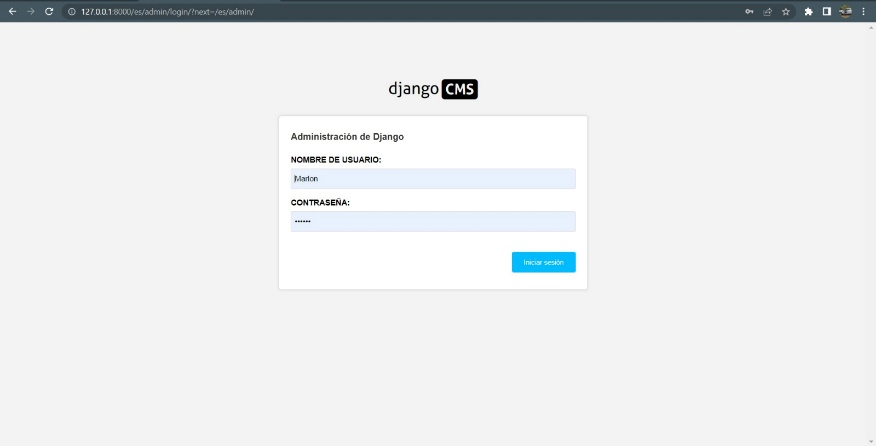 127.0.0.1:8000/es/admin/login/?next=/es/admin/
django CMS
Administración de Django
NOMBRE DE USUARIO:
Marlon
CONTRASEÑA:
••••••
Iniciar sesión